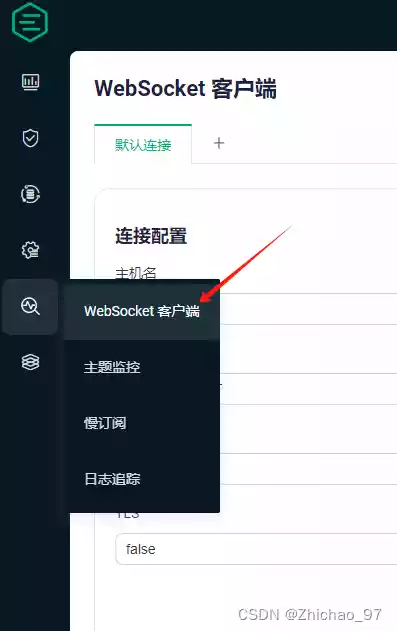 WebSocket 客户端
默认连接 +
连接配置
主机名
WebSocket 客户端
主题监控
慢订阅
日志追踪
false
CSDN @Zhichao_97